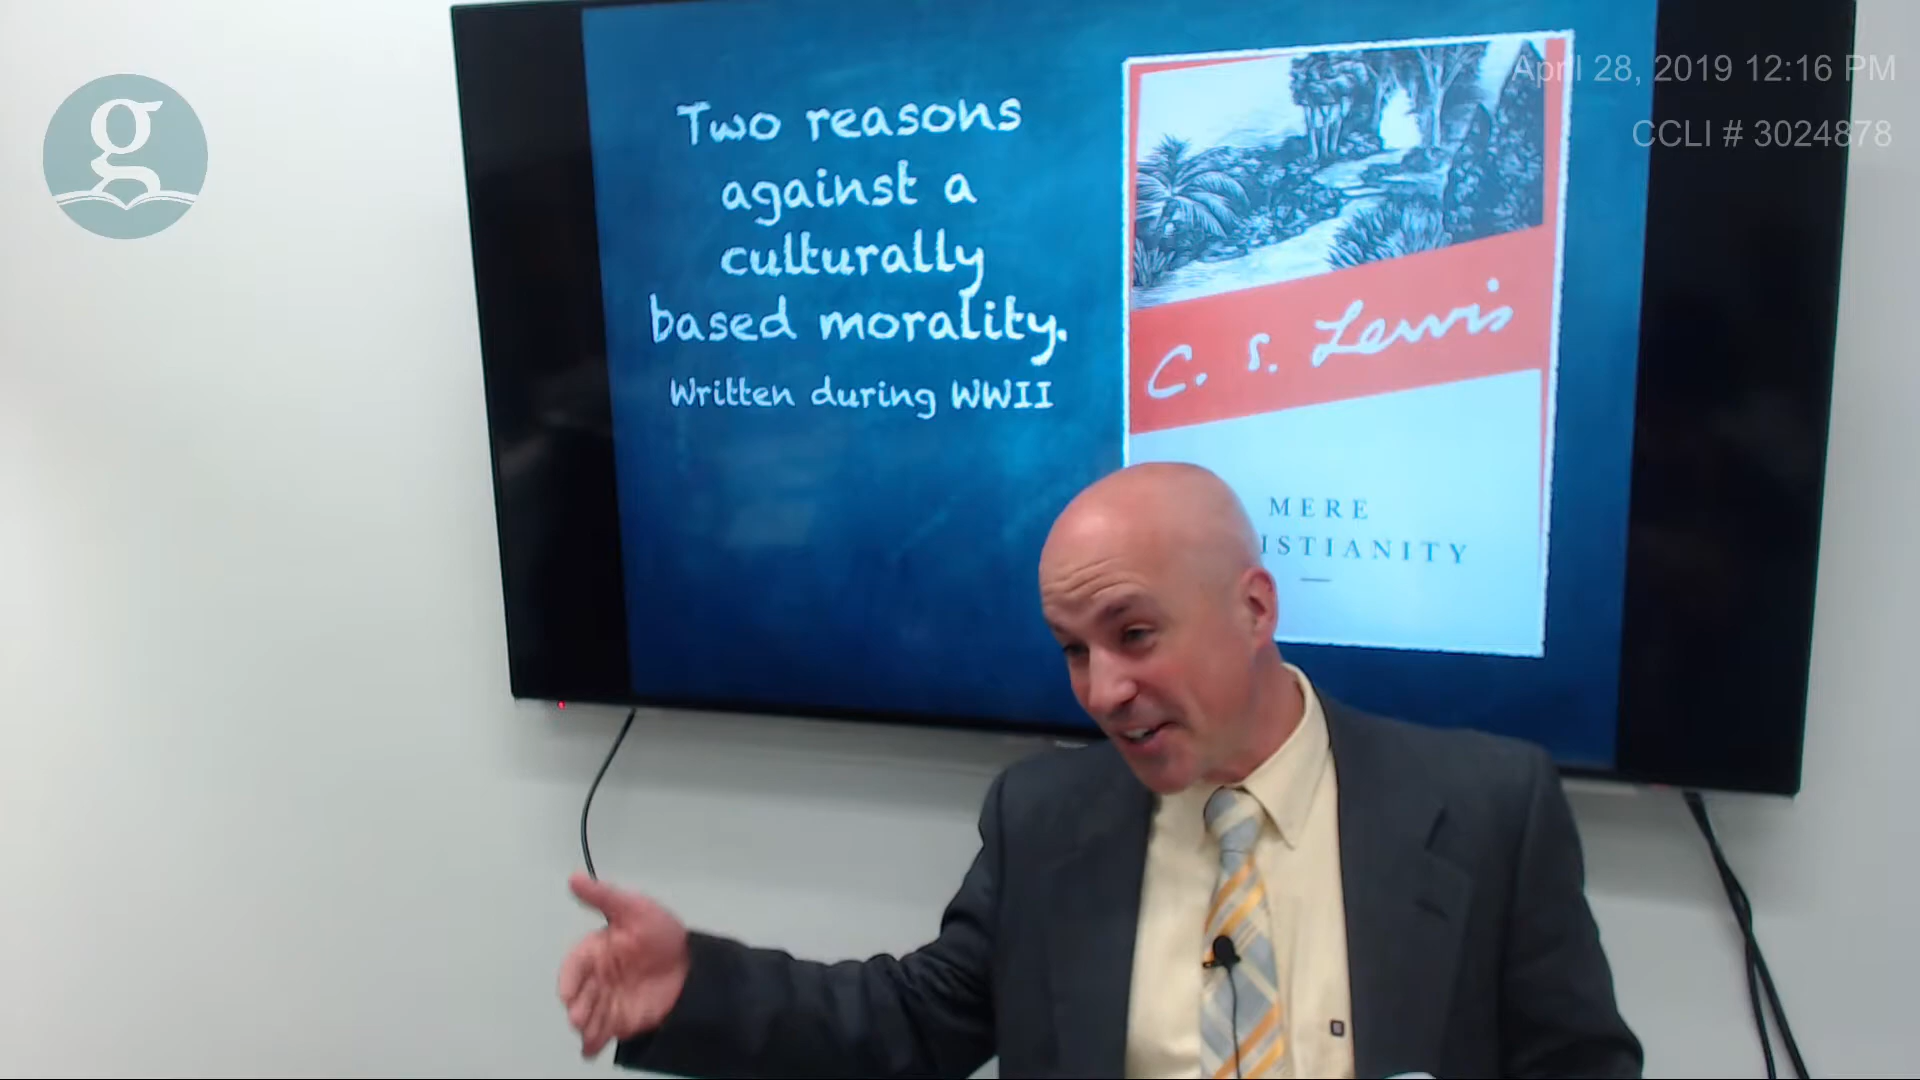 g
Two reasons
against a
culturally
based morality.
Written during WWII
C. S. Lewis
MERE
ISTIANITY
April 28, 2019 12:16 PM
CCLI # 3024878